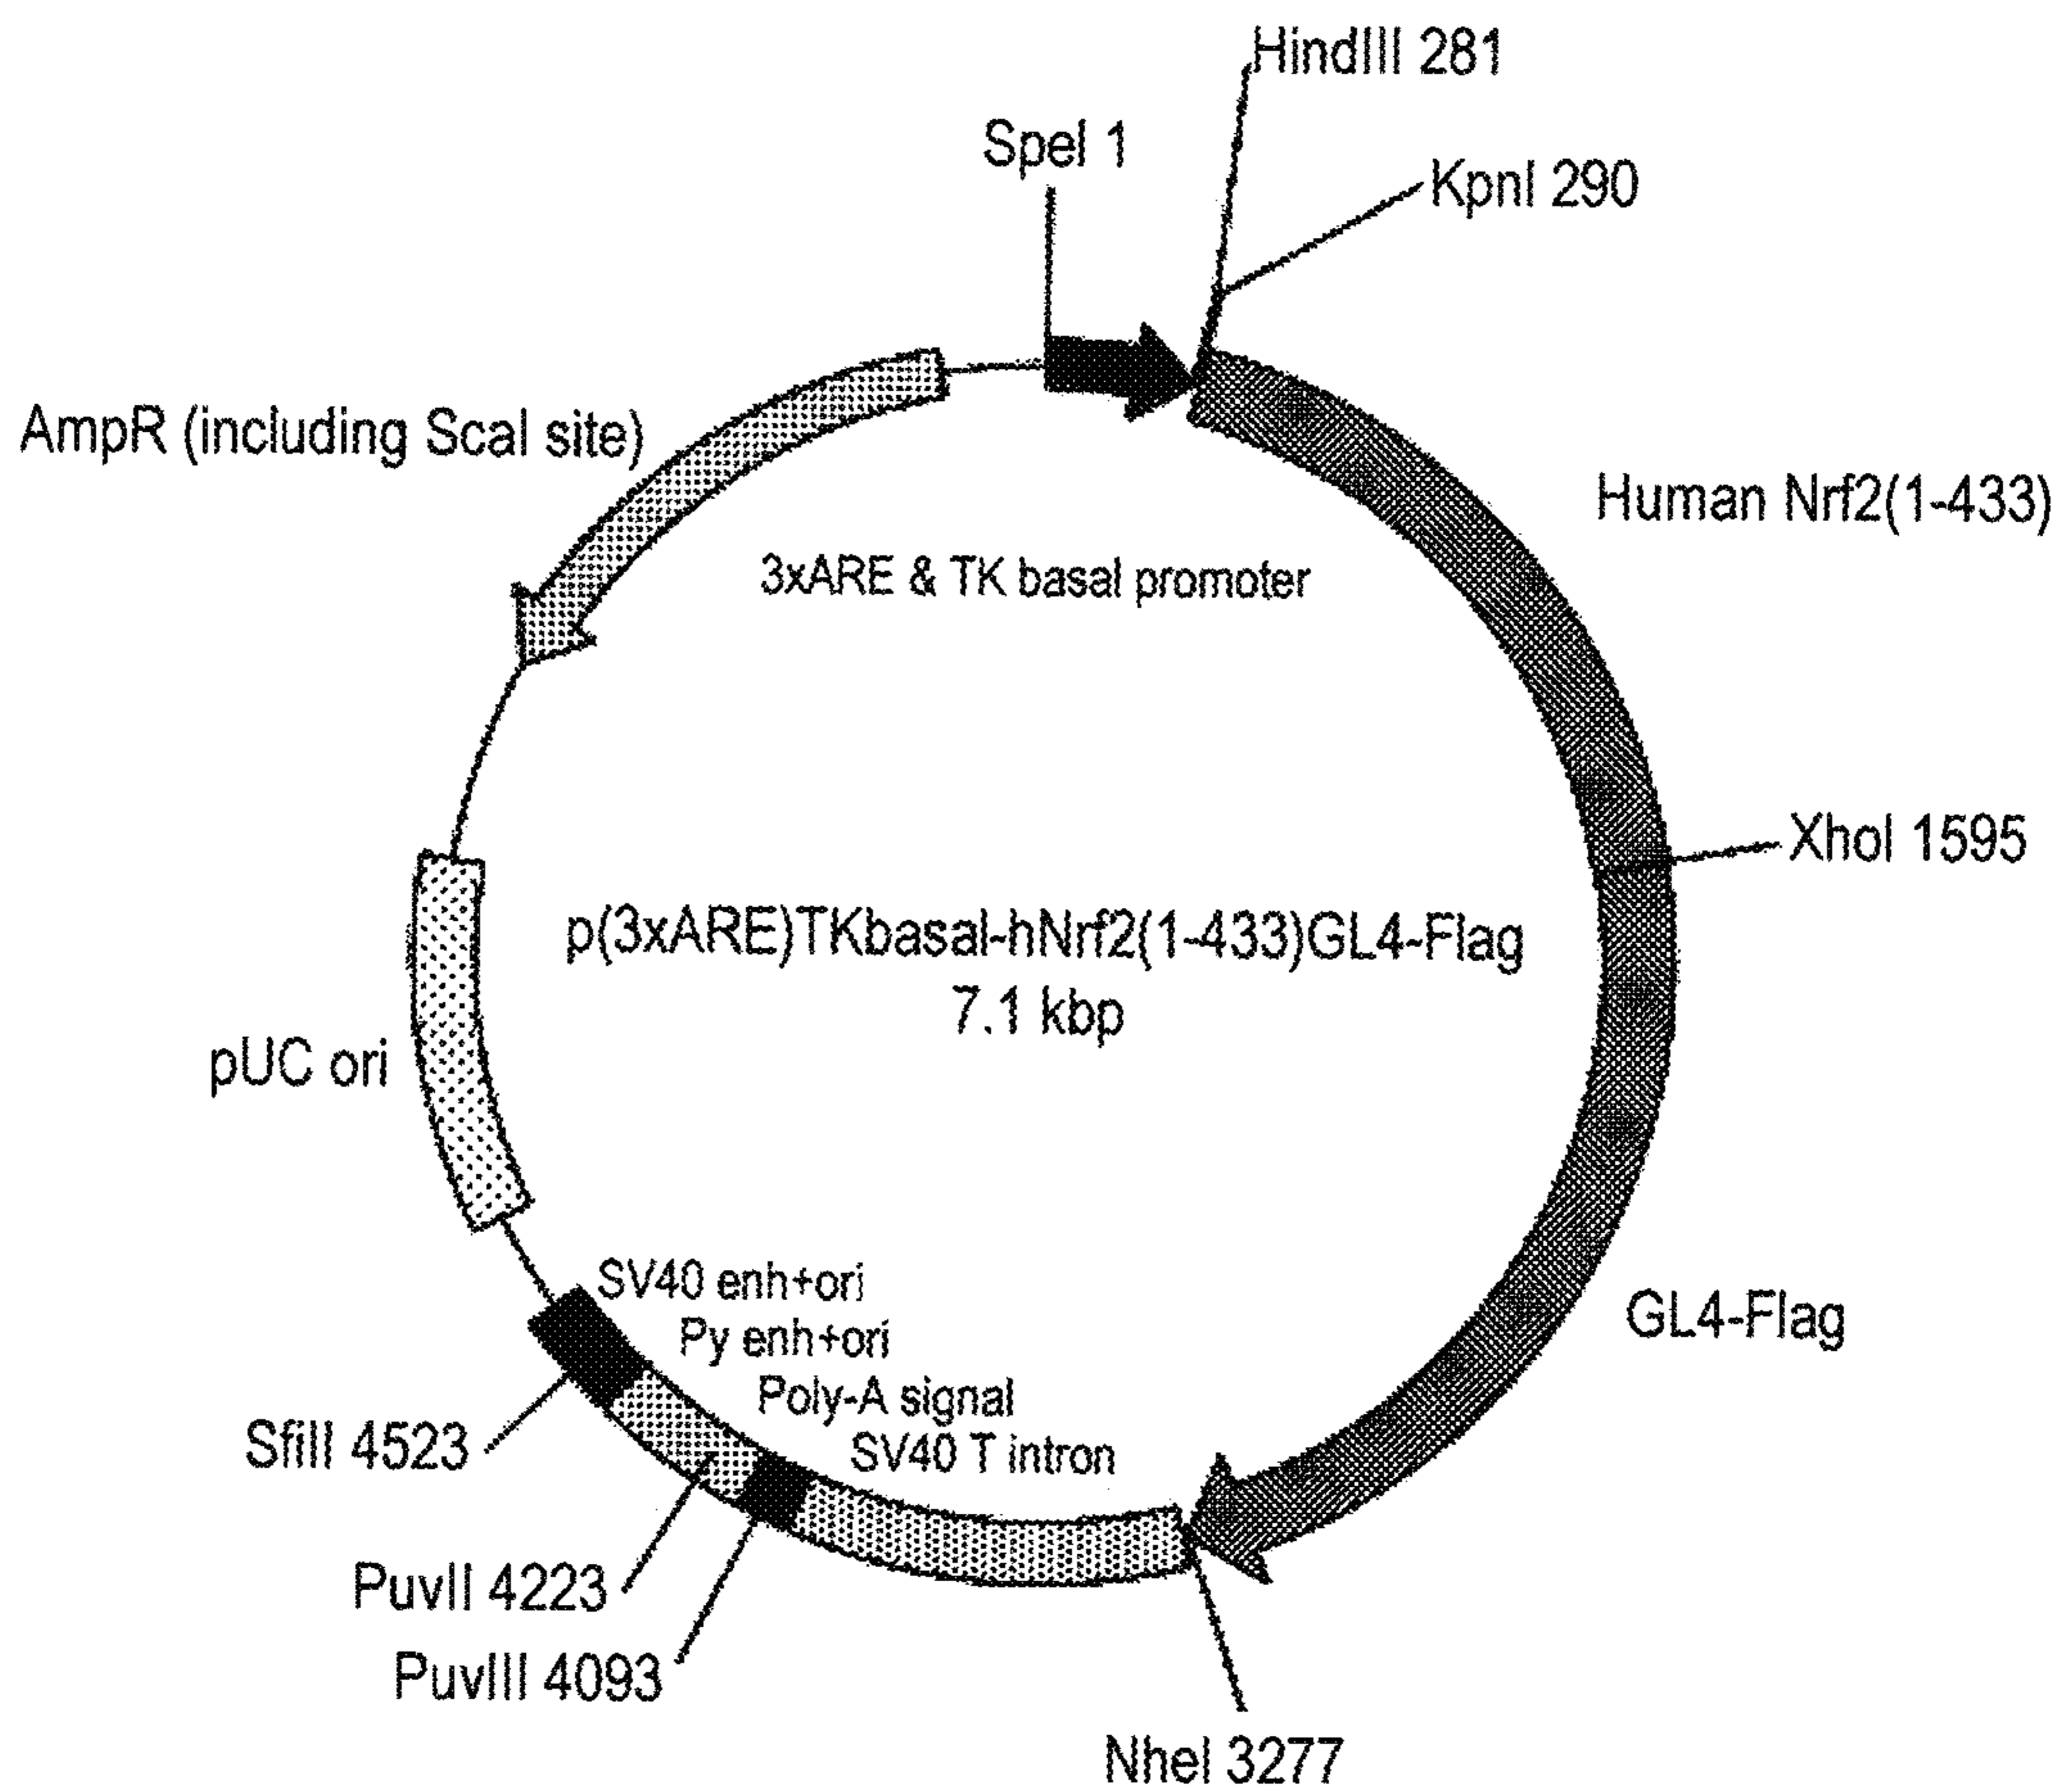 HindIII 281
SpeI 1
KpnI 290
AmpR (including ScaI site)
Human Nrf2(1-433)
3xARE & TK basal promoter
XhoI 1595
p(3xARE)TKbasal-hNrf2(1-433)GL4-Flag
7.1 kbp
pUC ori
SV40 enh+ori
GL4-Flag
Py enh+ori
Poly-A signal
SfiII 4523
SV40 T intron
PuvII 4223
PuvIII 4093
NheI 3277